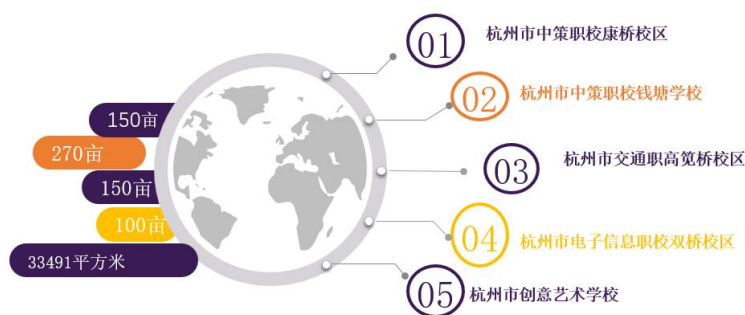 01
杭州市中策职校康桥校区
02
杭州市中策职校钱塘学校
03
杭州市交通职高笕桥校区
04
杭州市电子信息职校双桥校区
05
杭州市创意艺术学校
150亩
270亩
150亩
100亩
33491平方米